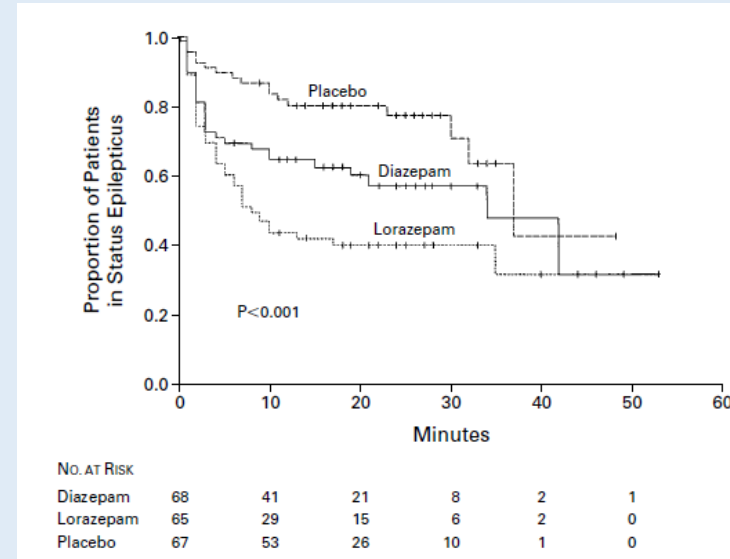 Proportion of Patients
in Status Epilepticus
1.0
0.8
0.6
0.4
0.2
0.0
Placebo
Diazepam
Lorazepam
P<0.001
0 10 20 30 40 50 60
Minutes
NO. AT RISK
Diazepam 68 41 21 8 2 1
Lorazepam 65 29 15 6 2 0
Placebo 67 53 26 10 1 0